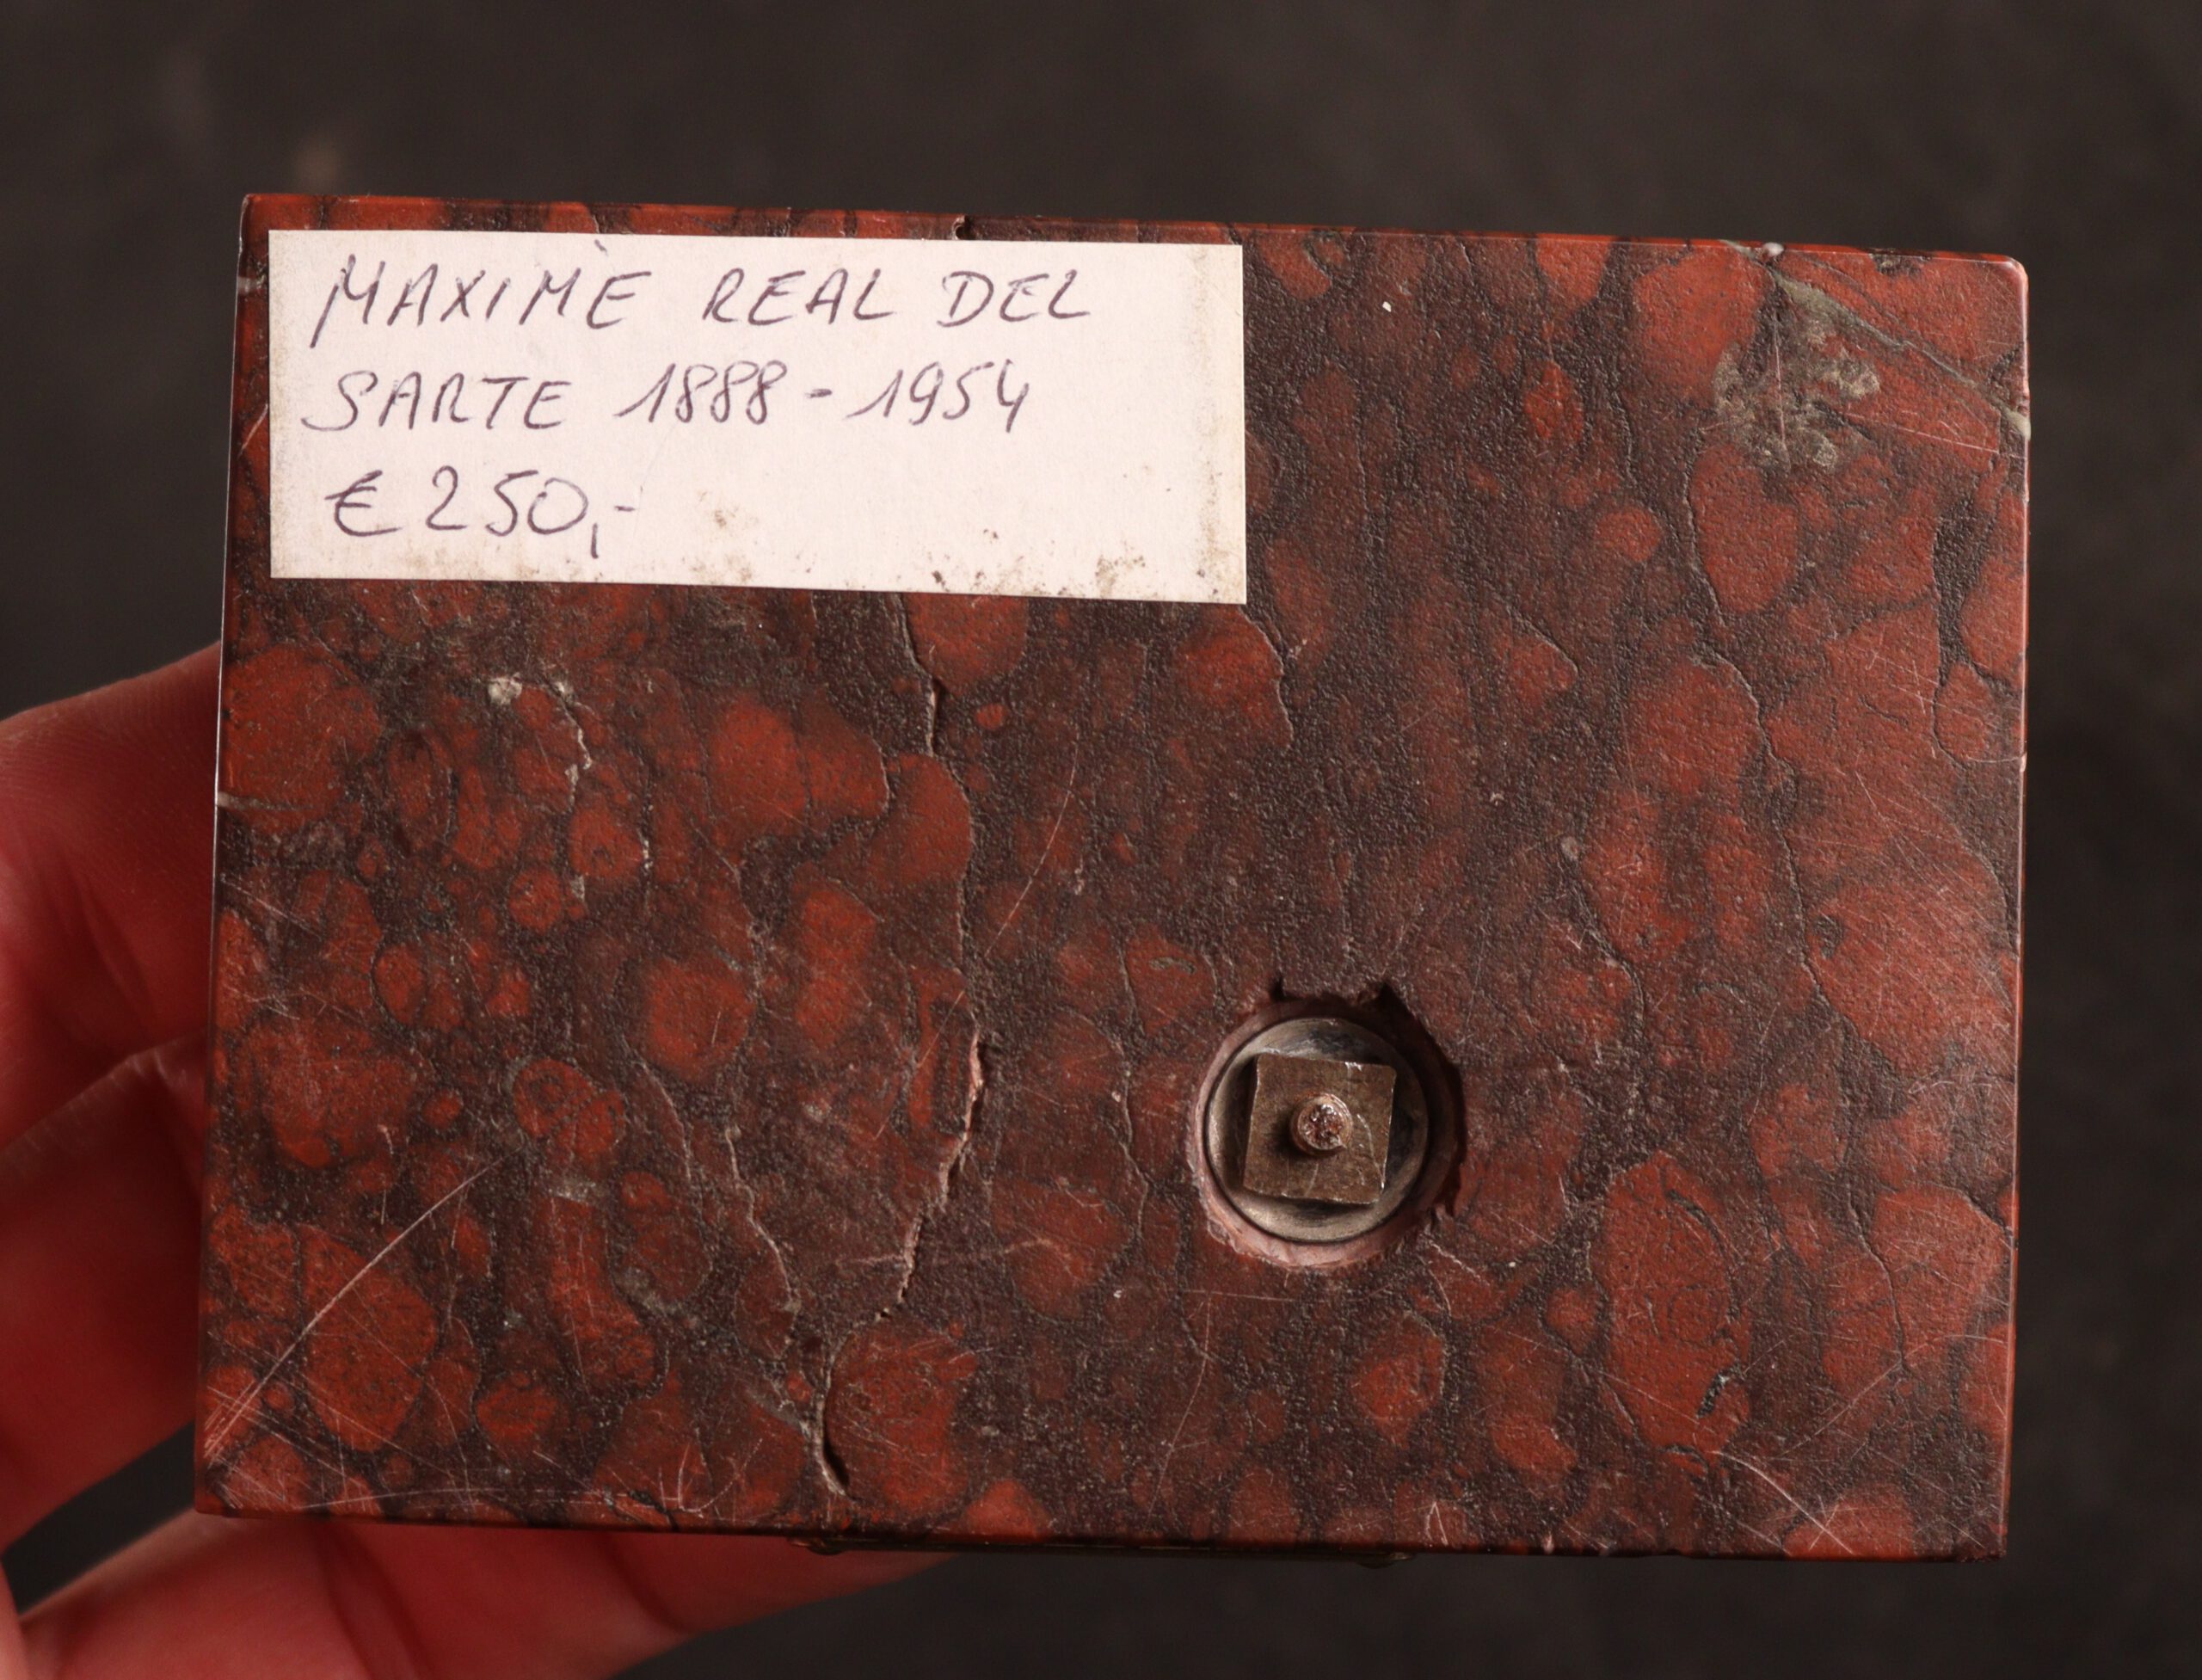 MAXIMÈ REAL DEL
SARTE 1888 - 1954
€ 250,-